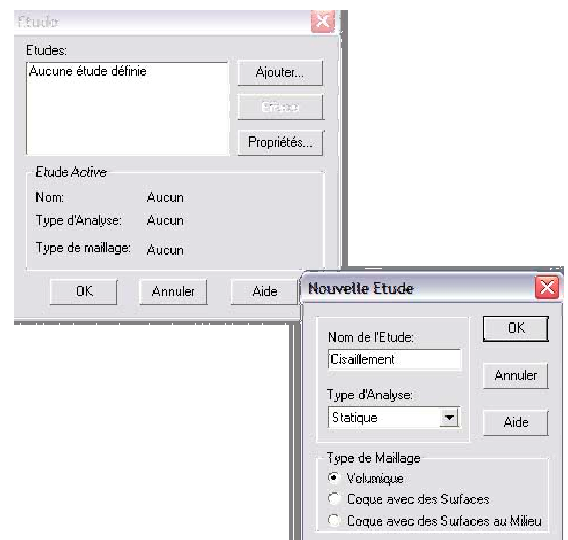 Etude
Etudes:
Aucune étude définie
Ajouter...
Effacer
Propriétés...
Etude Active
Nom: Aucun
Type d'Analyse: Aucun
Type de maillage: Aucun
OK Annuler Aide
Nouvelle Etude
Nom de l'Etude:
Cisaillement
Type d'Analyse:
Statique
OK
Annuler
Aide
Type de Maillage
Volumique
Coque avec des Surfaces
Coque avec des Surfaces au Milieu